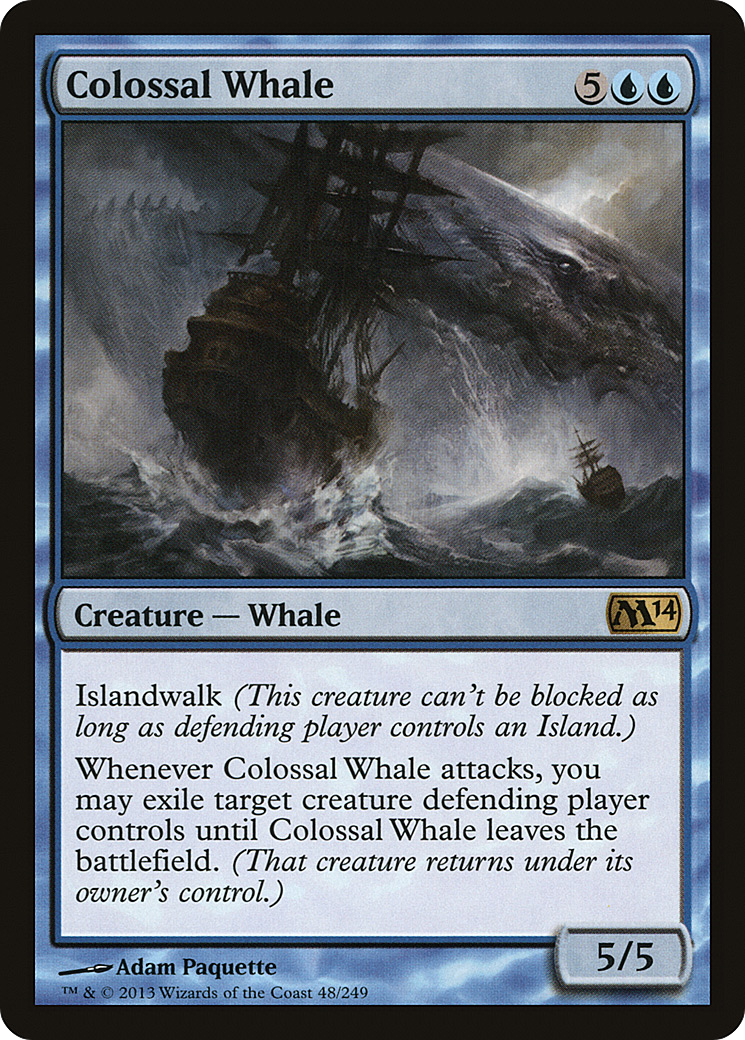 Colossal Whale 5
Creature — Whale M14
Islandwalk (This creature can't be blocked as
long as defending player controls an Island.)
Whenever Colossal Whale attacks, you
may exile target creature defending player
controls until Colossal Whale leaves the
battlefield. (That creature returns under its
owner's control.)
5/5
Adam Paquette
™ & © 2013 Wizards of the Coast 48/249